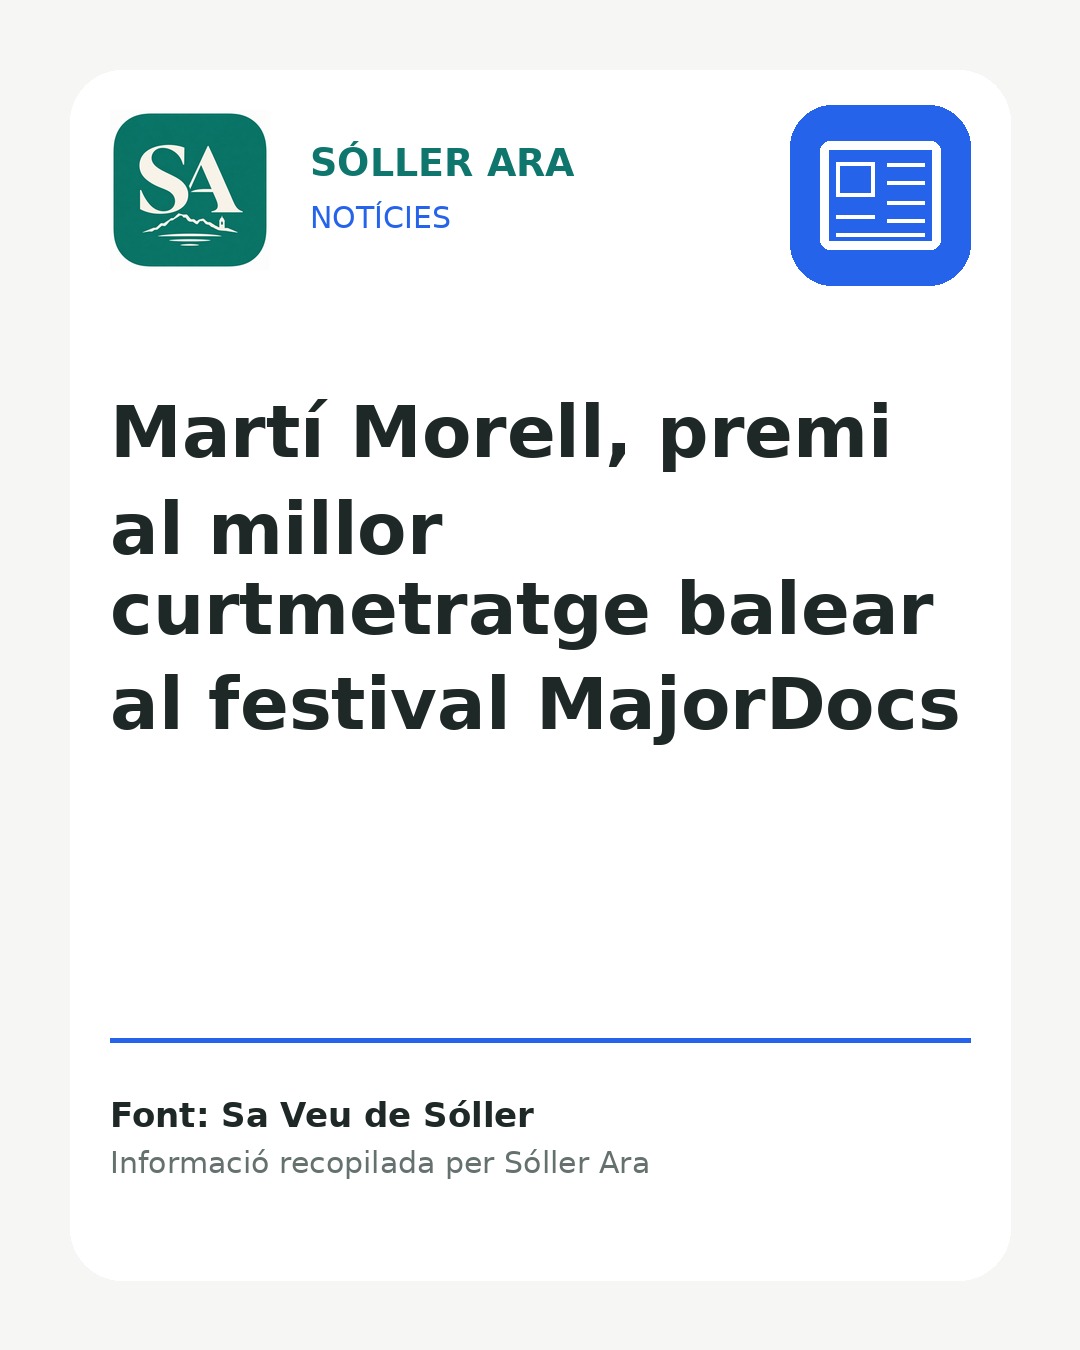 SA
SÓLLER ARA
NOTÍCIES
Martí Morell, premi
al millor
curtmetratge balear
al festival MajorDocs
Font: Sa Veu de Sóller
Informació recopilada per Sóller Ara